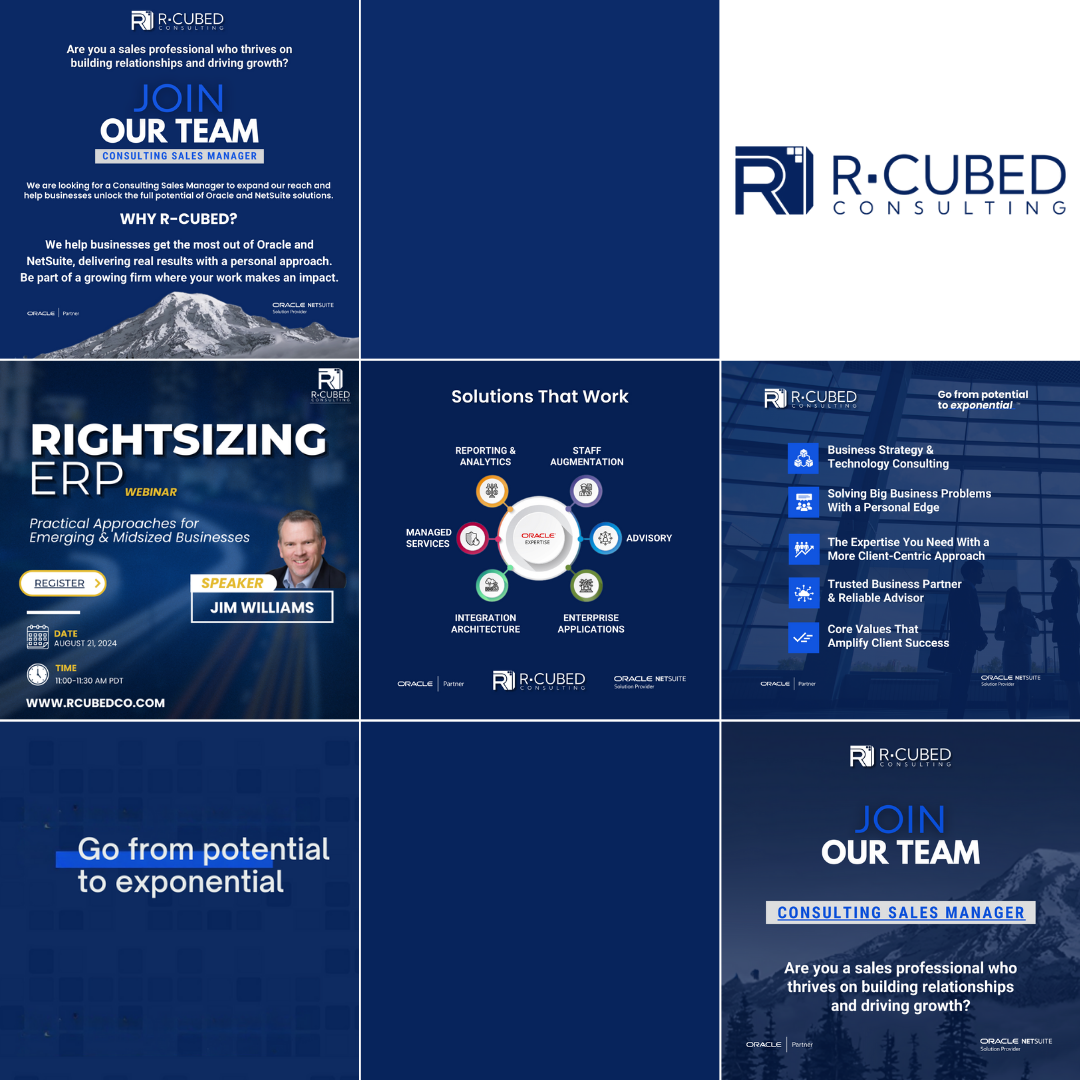 R·CUBED
CONSULTING
Are you a sales professional who thrives on
building relationships and driving growth?
JOIN
OUR TEAM
CONSULTING SALES MANAGER
We are looking for a Consulting Sales Manager to expand our reach and
help businesses unlock the full potential of Oracle and NetSuite solutions.
WHY R-CUBED?
We help businesses get the most out of Oracle and
NetSuite, delivering real results with a personal approach.
Be part of a growing firm where your work makes an impact.
ORACLE | Partner
ORACLE NETSUITE
Solution Provider
R·CUBED
CONSULTING
R·CUBED
CONSULTING
RIGHTSIZING
ERP WEBINAR
Practical Approaches for
Emerging & Midsized Businesses
REGISTER
SPEAKER
JIM WILLIAMS
DATE
AUGUST 21, 2024
TIME
11:00-11:30 AM PDT
WWW.RCUBEDCO.COM
Solutions That Work
REPORTING &
ANALYTICS
STAFF
AUGMENTATION
MANAGED
SERVICES
ORACLE
EXPERTISE
ADVISORY
INTEGRATION
ARCHITECTURE
ENTERPRISE
APPLICATIONS
ORACLE | Partner
R·CUBED
CONSULTING
ORACLE NETSUITE
Solution Provider
R·CUBED
CONSULTING
Go from potential
to exponential
Business Strategy &
Technology Consulting
Solving Big Business Problems
With a Personal Edge
The Expertise You Need With a
More Client-Centric Approach
Trusted Business Partner
& Reliable Advisor
Core Values That
Amplify Client Success
ORACLE | Partner
ORACLE NETSUITE
Solution Provider
Go from potential
to exponential
R·CUBED
CONSULTING
JOIN
OUR TEAM
CONSULTING SALES MANAGER
Are you a sales professional who
thrives on building relationships
and driving growth?
ORACLE | Partner
ORACLE NETSUITE
Solution Provider